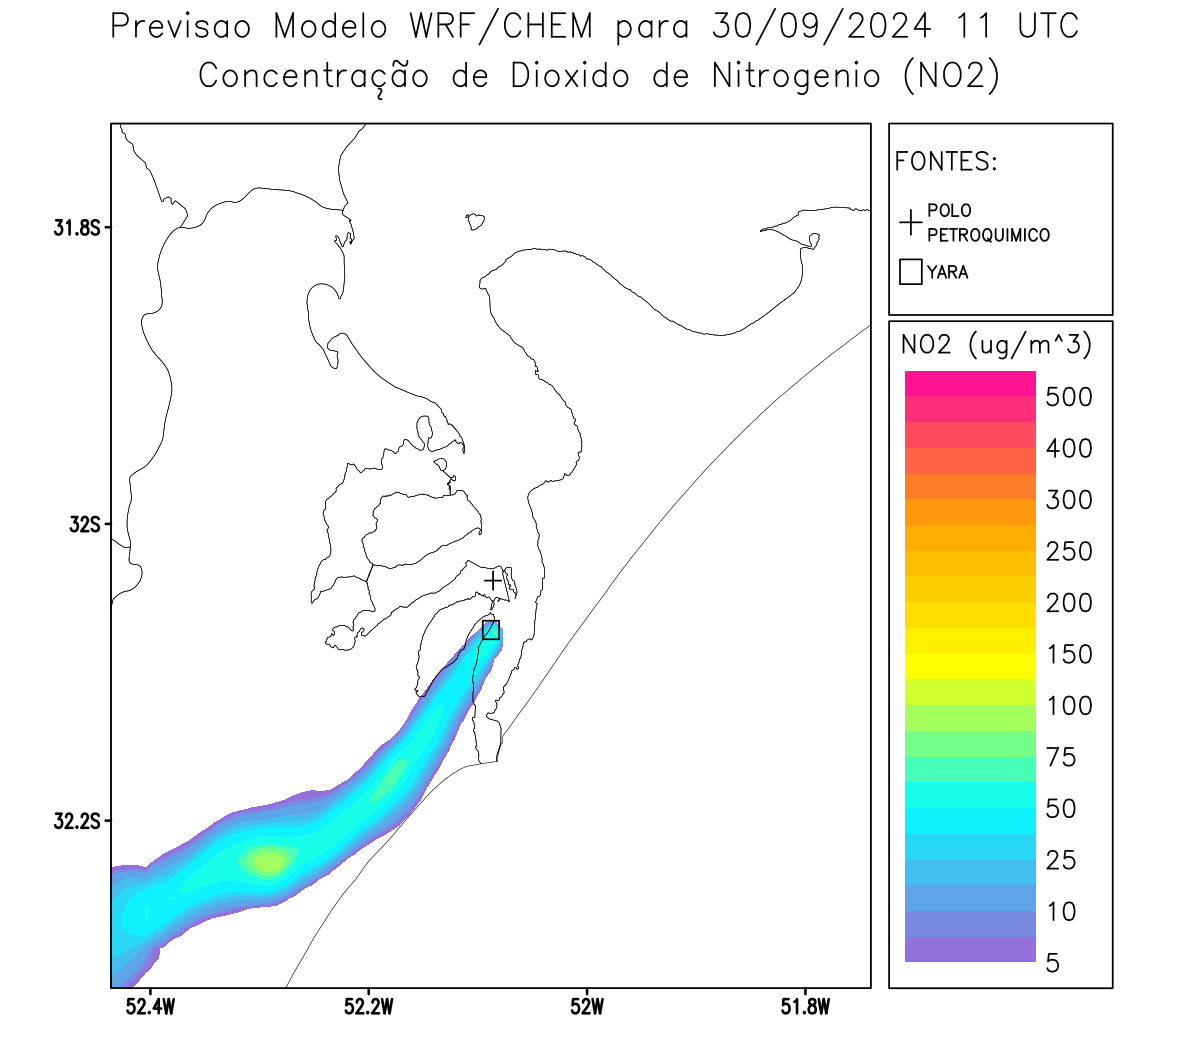 Previsao Modelo WRF/CHEM para 30/09/2024 11 UTC
Concentração de Dioxido de Nitrogenio (NO2)
FONTES:
POLO
PETROQUIMICO
YARA
NO2 (ug/m^3)
500
400
300
250
200
150
100
75
50
25
10
5
31.8S
32S
32.2S
52.4W
52.2W
52W
51.8W